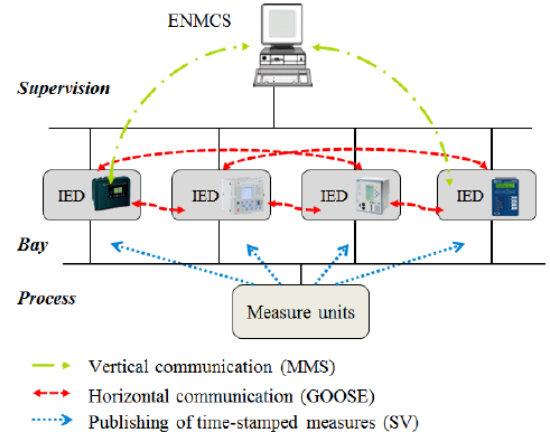 ENMCS
Supervision
IED
IED
IED
IED
Bay
Process
Measure units
Vertical communication (MMS)
Horizontal communication (GOOSE)
Publishing of time-stamped measures (SV)